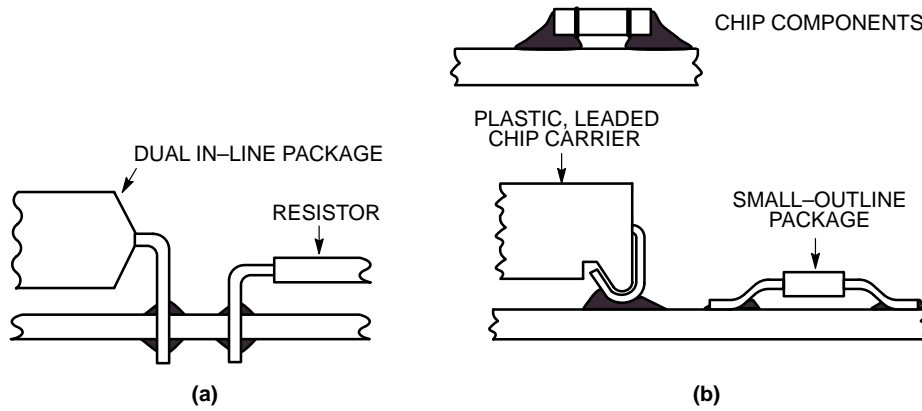 CHIP COMPONENTS
PLASTIC, LEADED
CHIP CARRIER
DUAL IN–LINE PACKAGE
RESISTOR
SMALL–OUTLINE
PACKAGE
(a)
(b)